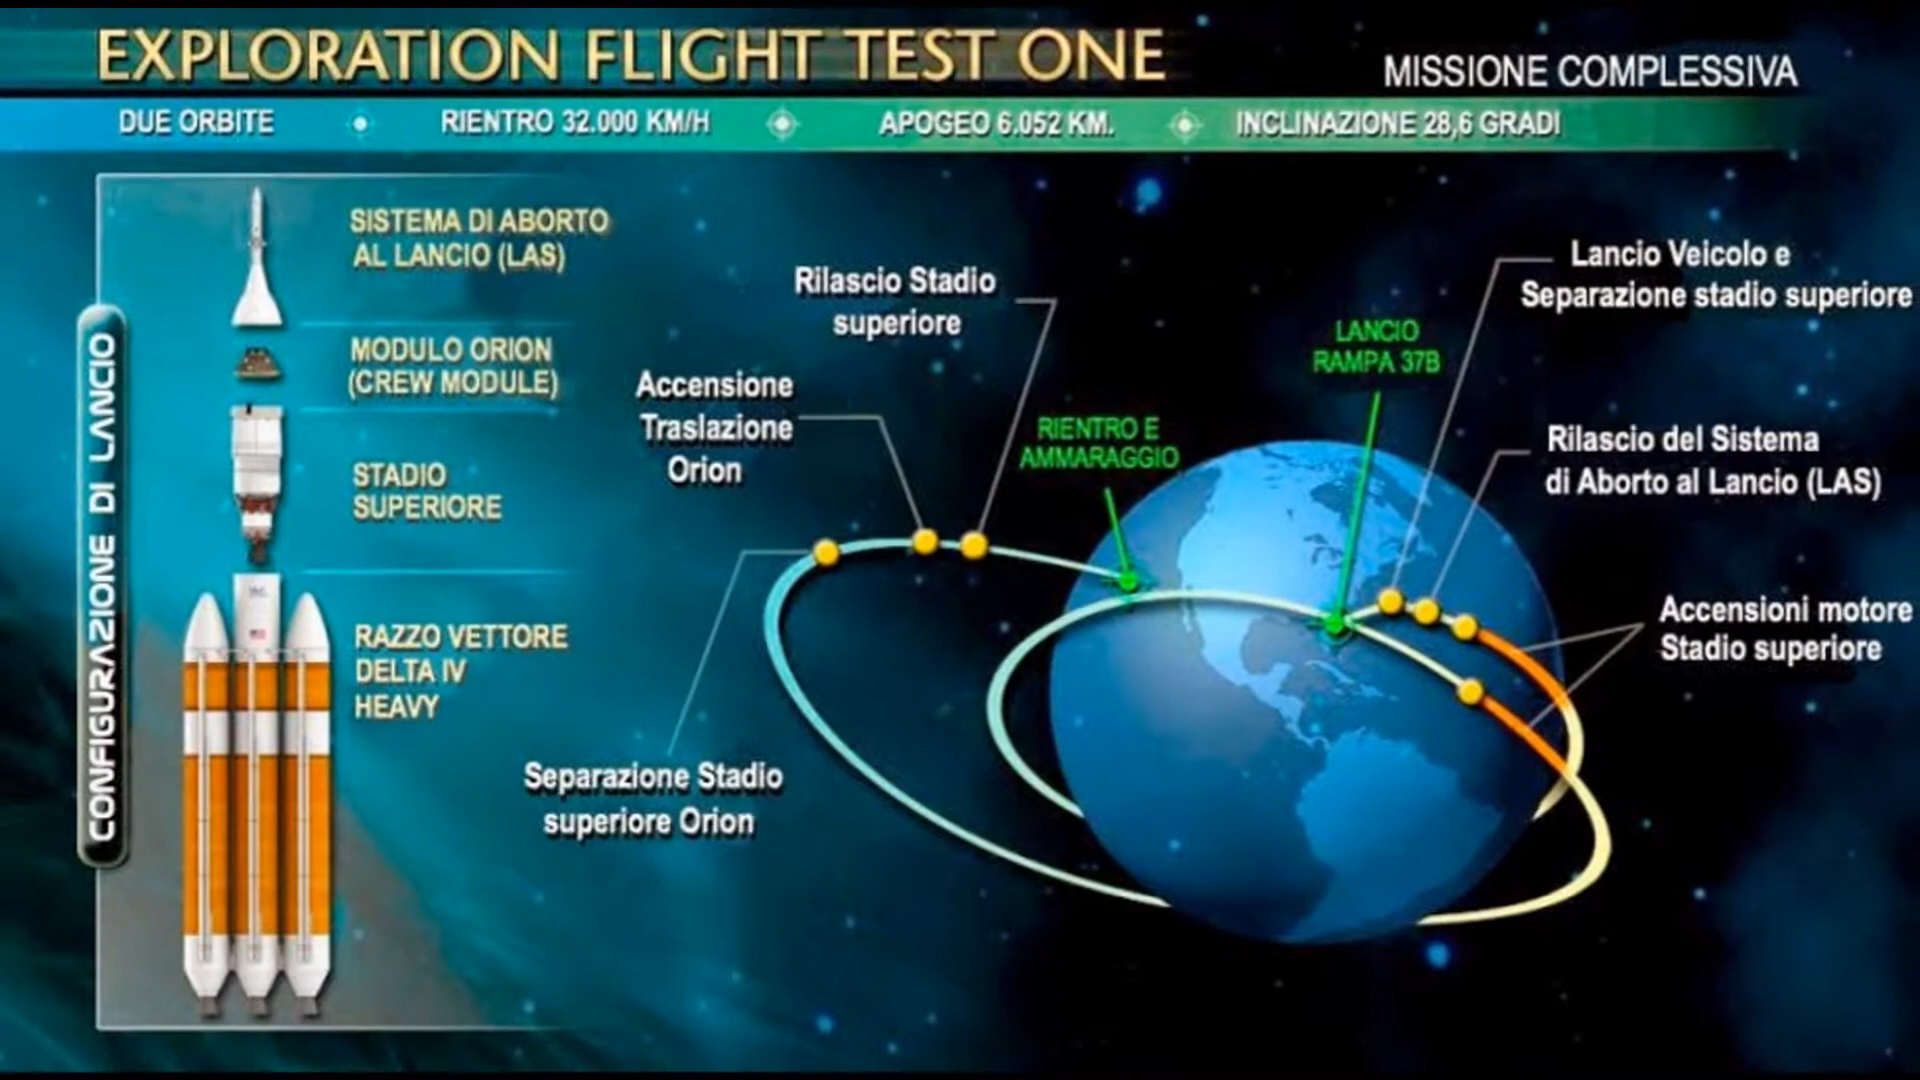 EXPLORATION FLIGHT TEST ONE
MISSIONE COMPLESSIVA
DUE ORBITE
RIENTRO 32.000 KM/H
APOGEO 6.052 KM.
INCLINAZIONE 28,6 GRADI
CONFIGURAZIONE DI LANCIO
SISTEMA DI ABORTO
AL LANCIO (LAS)
MODULO ORION
(CREW MODULE)
STADIO
SUPERIORE
RAZZO VETTORE
DELTA IV
HEAVY
Rilascio Stadio
superiore
Accensione
Traslazione
Orion
Separazione Stadio
superiore Orion
RIENTRO E
AMMARAGGIO
LANCIO
RAMPA 37B
Lancio Veicolo e
Separazione stadio superiore
Rilascio del Sistema
di Aborto al Lancio (LAS)
Accensioni motore
Stadio superiore